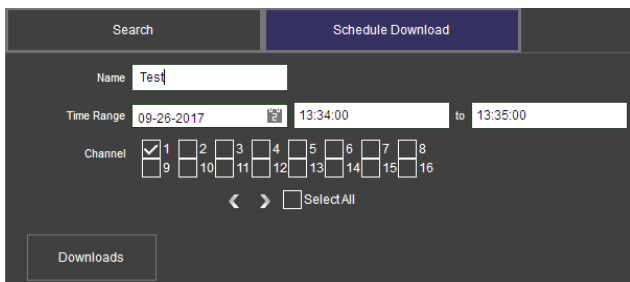 Search Schedule Download
Name Test
Time Range 09-26-2017 13:34:00 to 13:35:00
Channel 1 2 3 4 5 6 7 8
9 10 11 12 13 14 15 16
Select All
Downloads